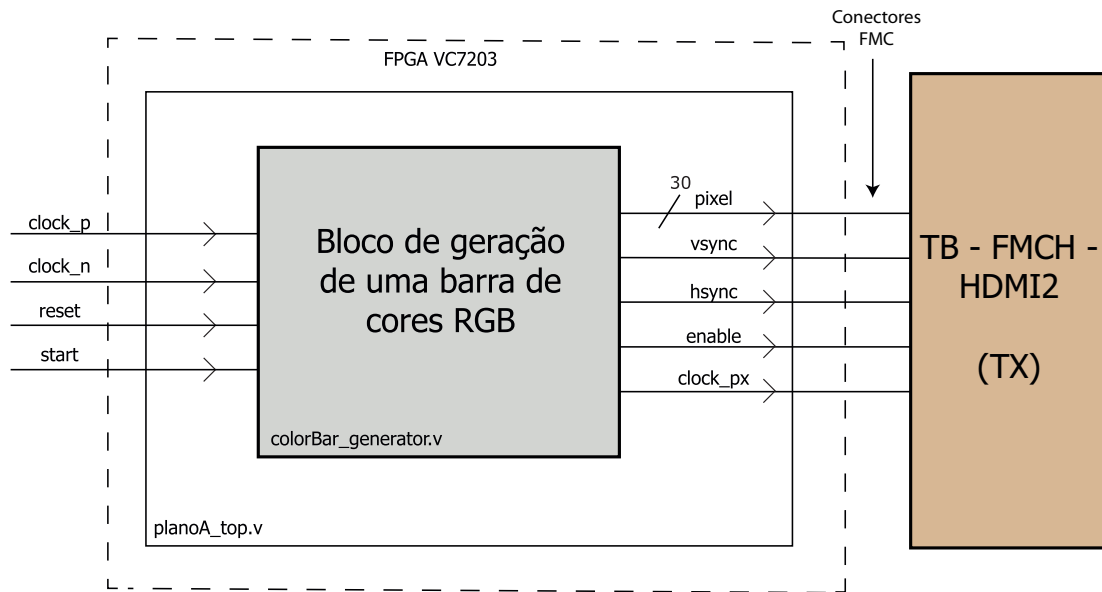 Conectores
FMC
FPGA VC7203
clock_p
clock_n
reset
start
Bloco de geração
de uma barra de
cores RGB
colorBar_generator.v
planoA_top.v
30
pixel
vsync
hsync
enable
clock_px
TB - FMCH -
HDMI2
(TX)